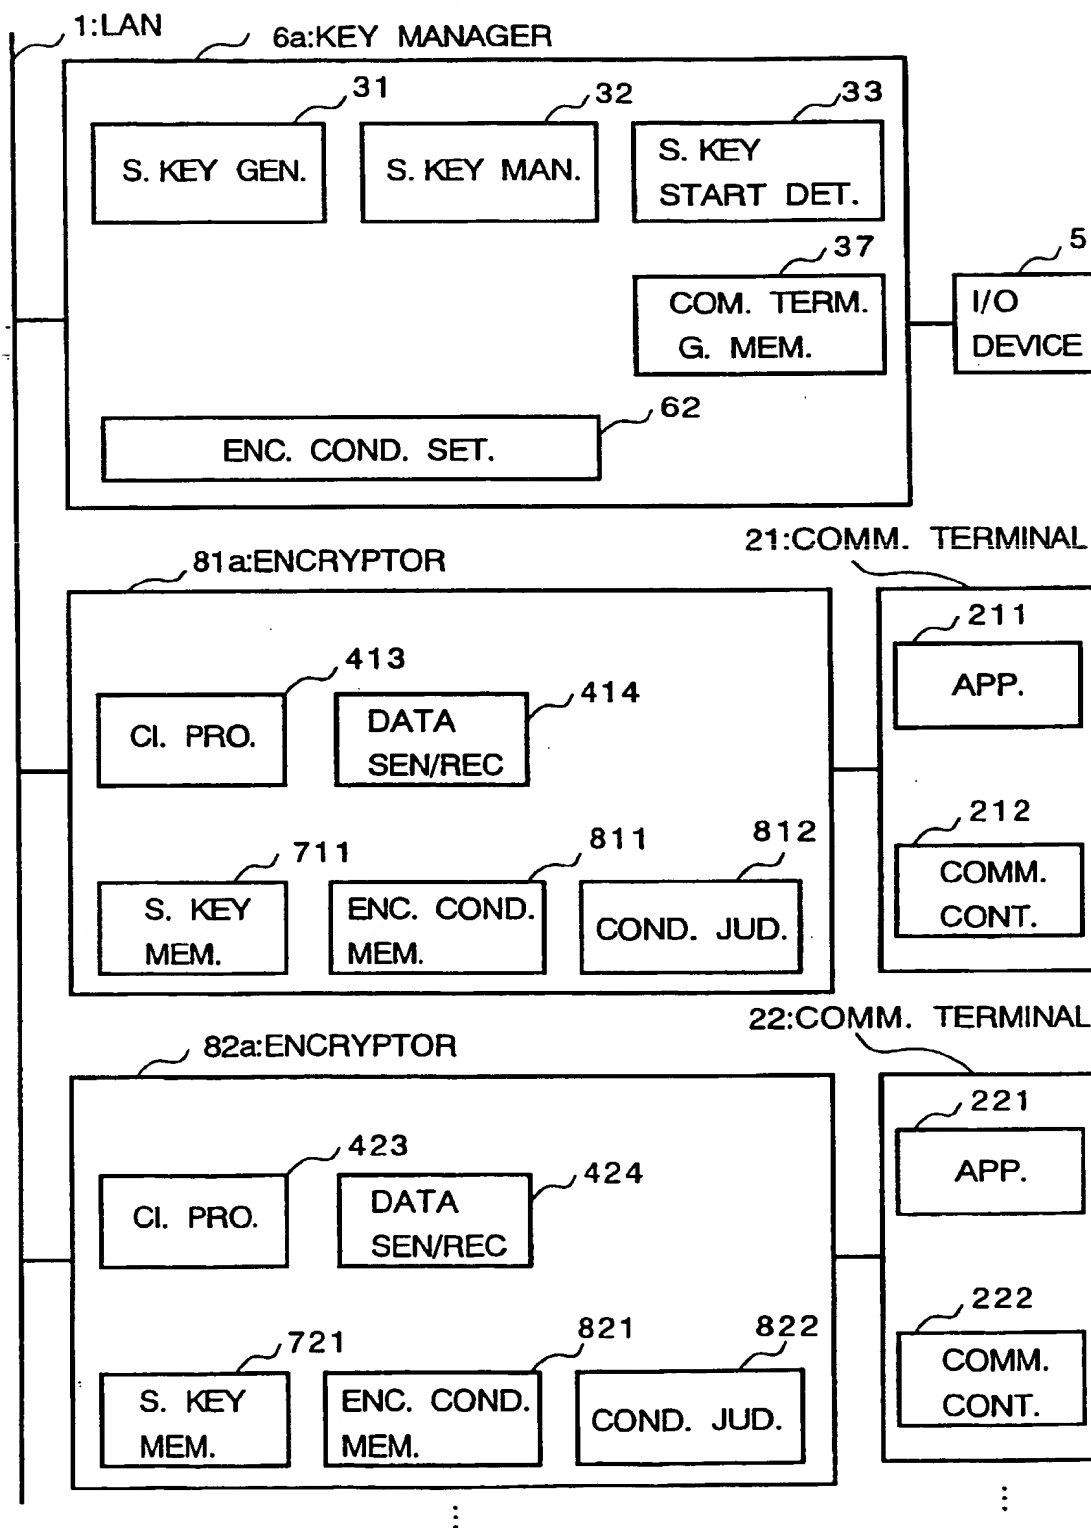 1:LAN
6a:KEY MANAGER
31
32
33
S. KEY GEN.
S. KEY MAN.
S. KEY
START DET.
37
5
COM. TERM.
G. MEM.
I/O
DEVICE
62
ENC. COND. SET.
81a:ENCRYPTOR
21:COMM. TERMINAL
413
414
211
CI. PRO.
DATA
SEN/REC
APP.
711
811
812
212
S. KEY
MEM.
ENC. COND.
MEM.
COND. JUD.
COMM.
CONT.
82a:ENCRYPTOR
22:COMM. TERMINAL
423
424
221
CI. PRO.
DATA
SEN/REC
APP.
721
821
822
222
S. KEY
MEM.
ENC. COND.
MEM.
COND. JUD.
COMM.
CONT.